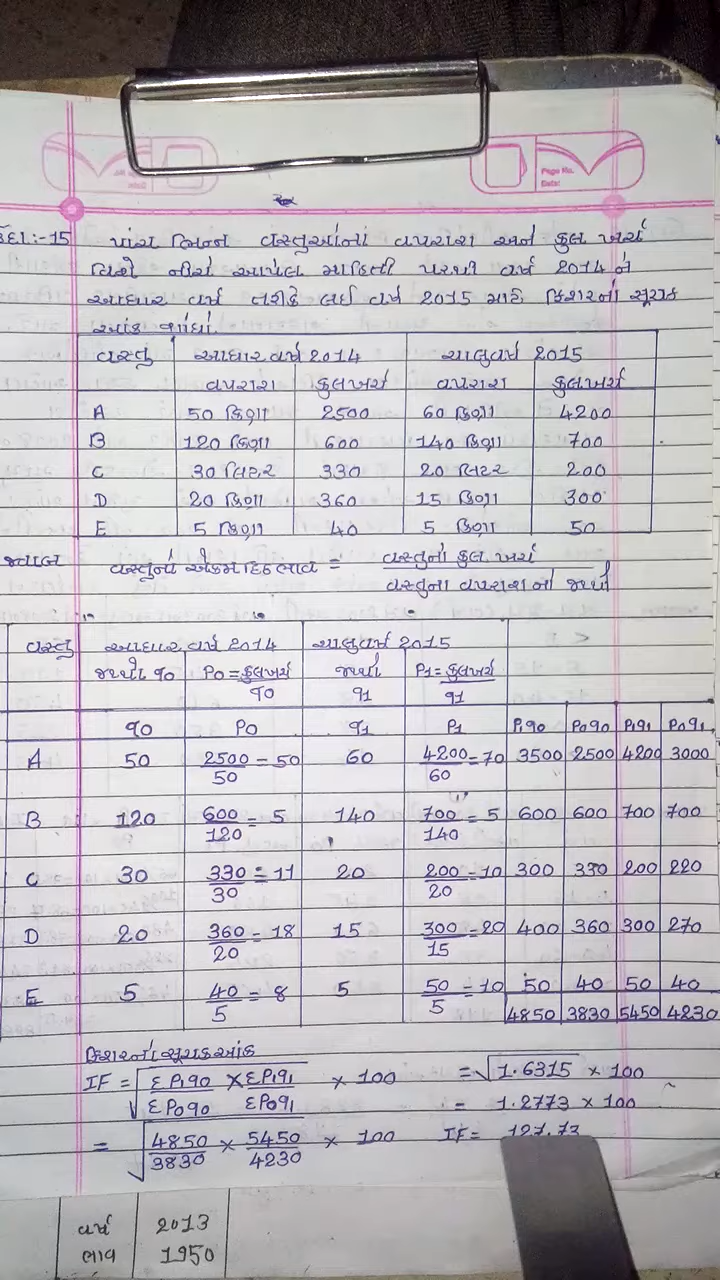 Page No.
Date:
ઉદા:-15 પાંચ ભિન્ન વસ્તુઓના વપરાશ અને કુલ ખર્ચ
વિશે નીચે આપેલ માહિતી પરથી વર્ષ 2014 ને
આધાર વર્ષ તરીકે લઈ વર્ષ 2015 માટે ફિશરનો સૂચક
આંક શોધો.
વસ્તુ આધાર વર્ષ 2014 ચાલુવર્ષ 2015
વપરાશ કુલખર્ચ વપરાશ કુલખર્ચ
A 50 કિગ્રા 2500 60 કિગ્રા 4200
B 120 કિગ્રા 600 140 કિગ્રા 700
C 30 લિટર 330 20 લિટર 200
D 20 કિગ્રા 360 15 કિગ્રા 300
E 5 કિગ્રા 40 5 કિગ્રા 50
જવાબ વસ્તુનો એકમ દિઠ ભાવ = વસ્તુનો કુલ ખર્ચ / વસ્તુના વપરાશનો જથ્થો
વસ્તુ આધાર વર્ષ 2014 ચાલુવર્ષ 2015
જથ્થો q0 P0 = કુલખર્ચ / q0 જથ્થો q1 P1 = કુલખર્ચ / q1
q0 P0 q1 P1 P1q0 P0q0 P1q1 P0q1
A 50 2500/50 = 50 60 4200/60 = 70 3500 2500 4200 3000
B 120 600/120 = 5 140 700/140 = 5 600 600 700 700
C 30 330/30 = 11 20 200/20 = 10 300 330 200 220
D 20 360/20 = 18 15 300/15 = 20 400 360 300 270
E 5 40/5 = 8 5 50/5 = 10 50 40 50 40
4850 3830 5450 4230
ફિશરનો સૂચકઆંક
IF = √(ΣP1q0/ΣP0q0 × ΣP1q1/ΣP0q1) × 100 = √1.6315 × 100
= 1.2773 × 100
= √(4850/3830 × 5450/4230) × 100 IF = 127.73
વર્ષ 2013
ભાવ 1950